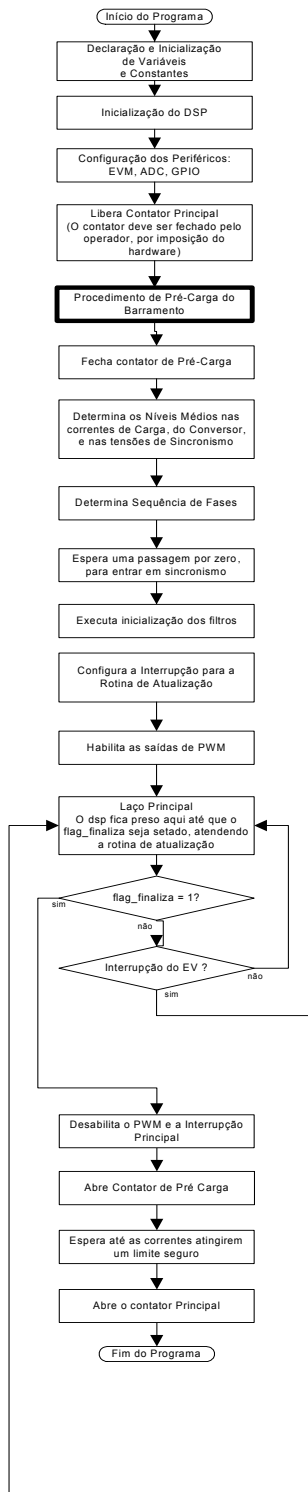 Início do Programa
Declaração e Inicialização
de Variáveis
e Constantes
Inicialização do DSP
Configuração dos Periféricos:
EVM, ADC, GPIO
Libera Contator Principal
(O contator deve ser fechado pelo
operador, por imposição do
hardware)
Procedimento de Pré-Carga do
Barramento
Fecha contator de Pré-Carga
Determina os Níveis Médios nas
correntes de Carga, do Conversor,
e nas tensões de Sincronismo
Determina Sequência de Fases
Espera uma passagem por zero,
para entrar em sincronismo
Executa inicialização dos filtros
Configura a Interrupção para a
Rotina de Atualização
Habilita as saídas de PWM
Laço Principal
O dsp fica preso aqui até que o
flag_finaliza seja setado, atendendo
a rotina de atualização
flag_finaliza = 1?
sim
não
Interrupção do EV ?
não
sim
Desabilita o PWM e a Interrupção
Principal
Abre Contator de Pré Carga
Espera até as correntes atingirem
um limite seguro
Abre o contator Principal
Fim do Programa